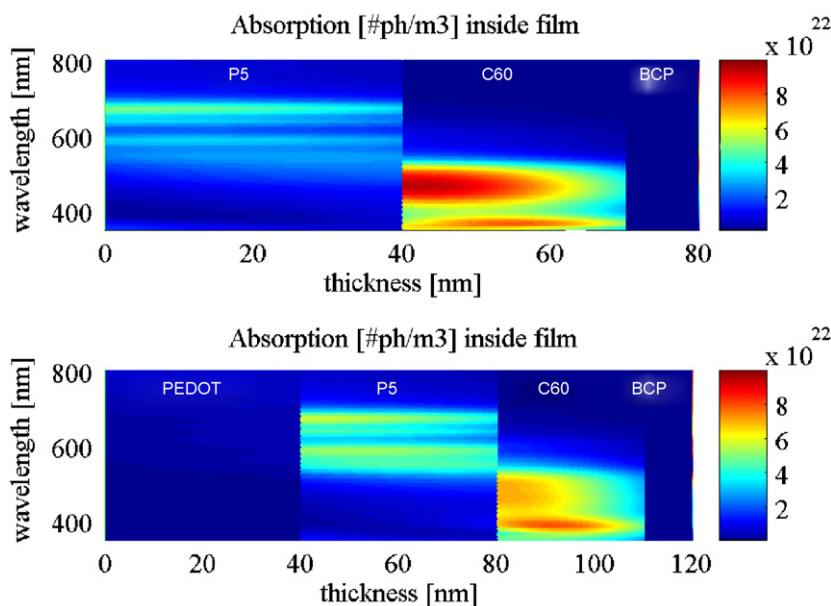 Absorption [#ph/m3] inside film
x 10 22
P5 C60 BCP
wavelength [nm]
800
600
400
8
6
4
2
0 20 40 60 80
thickness [nm]
Absorption [#ph/m3] inside film
x 10 22
PEDOT P5 C60 BCP
wavelength [nm]
800
600
400
8
6
4
2
0 20 40 60 80 100 120
thickness [nm]